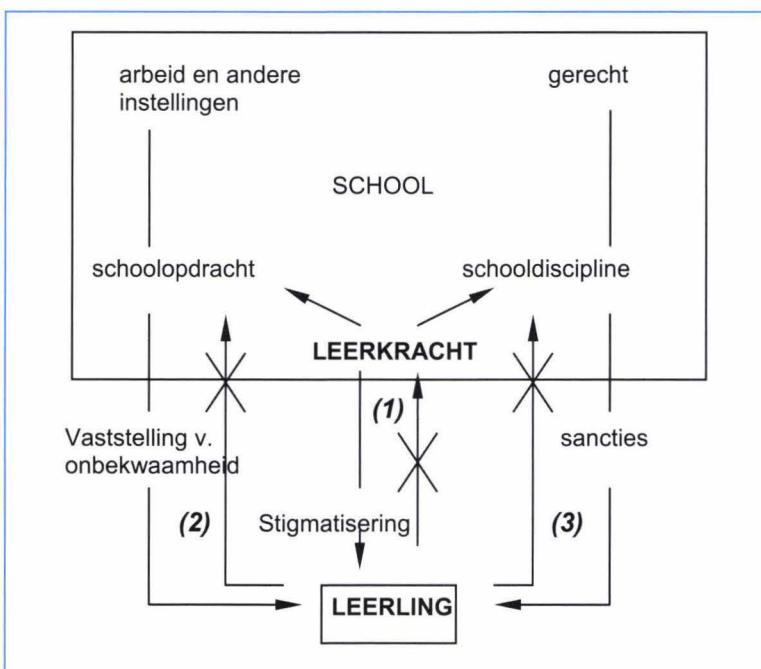 arbeid en andere
instellingen
gerecht
SCHOOL
schoolopdracht
schooldiscipline
LEERKRACHT
(1)
Vaststelling v.
onbekwaamheid
sancties
(2)
Stigmatisering
(3)
LEERLING